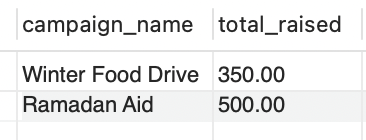 campaign_name total_raised
Winter Food Drive 350.00
Ramadan Aid 500.00